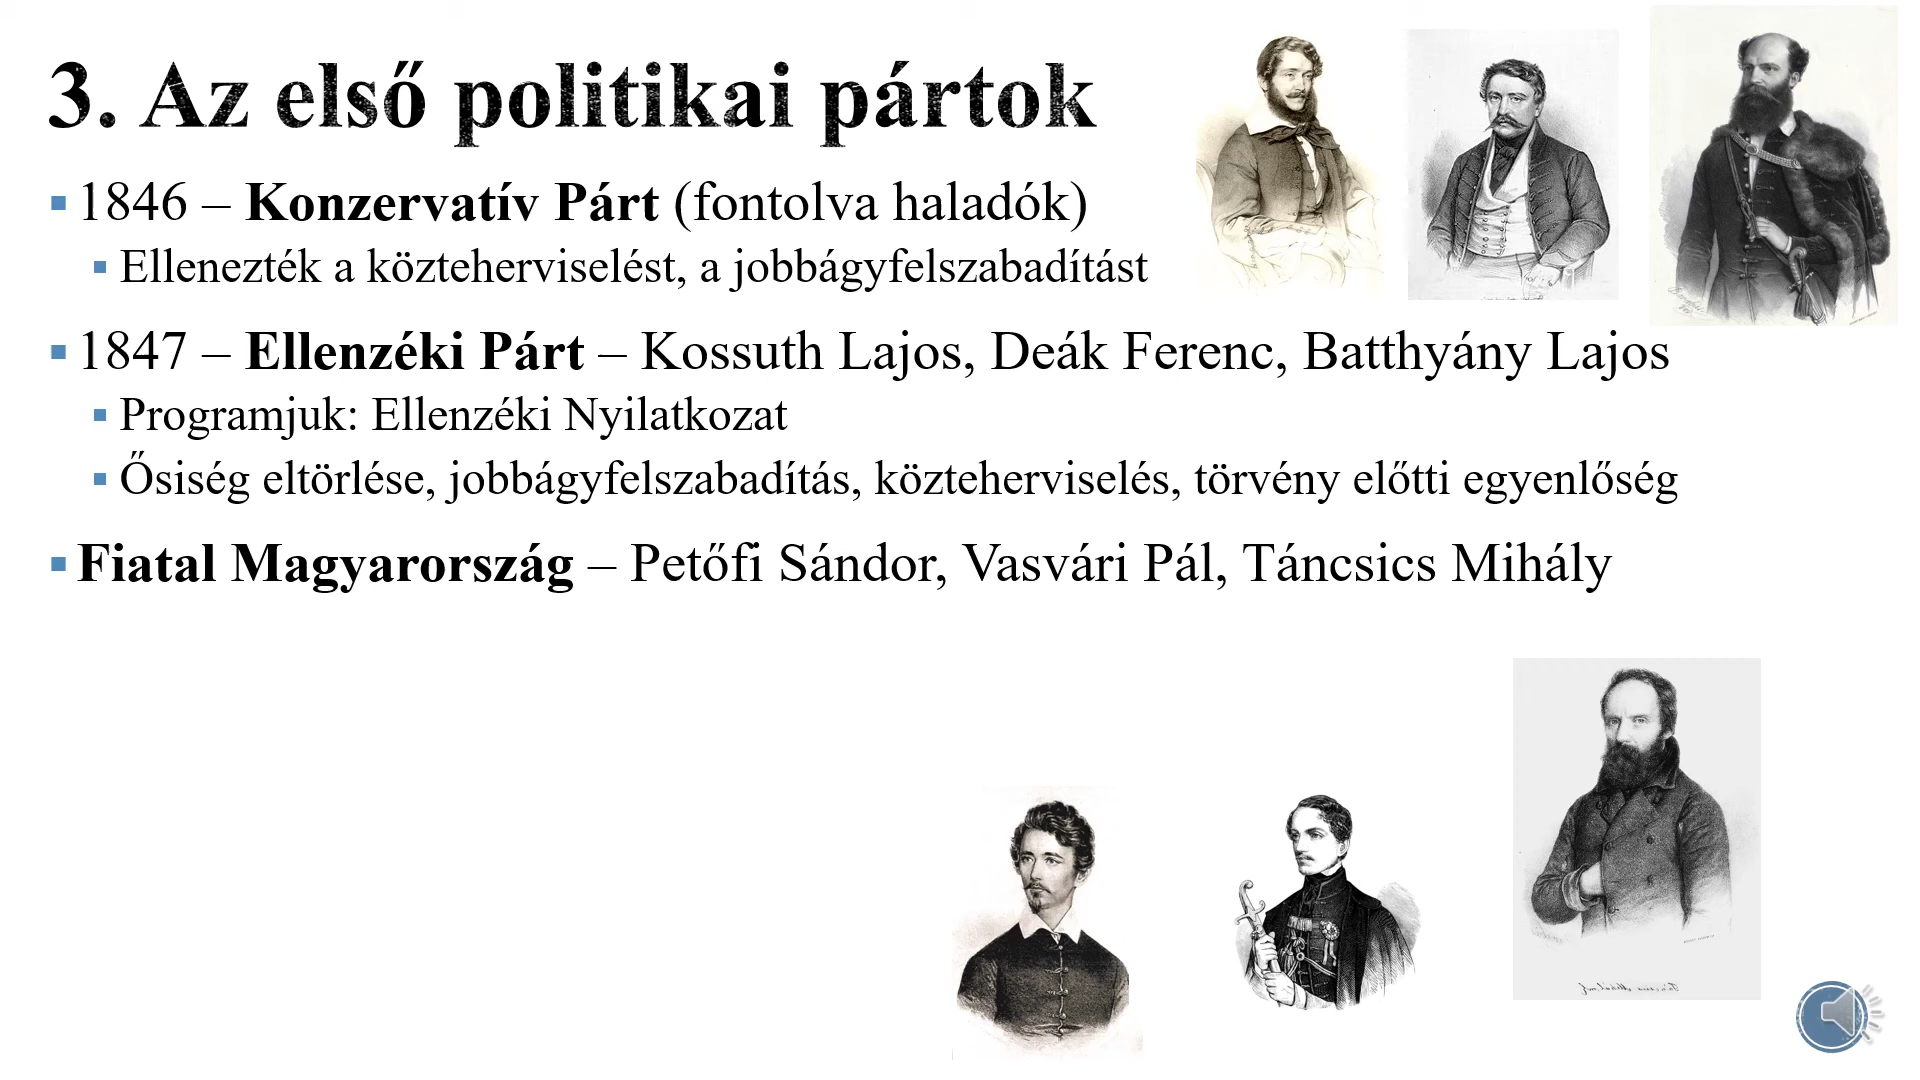 3. Az első politikai pártok
1846 – Konzervatív Párt (fontolva haladók)
Ellenezték a közteherviselést, a jobbágyfelszabadítást
1847 – Ellenzéki Párt – Kossuth Lajos, Deák Ferenc, Batthyány Lajos
Programjuk: Ellenzéki Nyilatkozat
Ősiség eltörlése, jobbágyfelszabadítás, közteherviselés, törvény előtti egyenlőség
Fiatal Magyarország – Petőfi Sándor, Vasvári Pál, Táncsics Mihály